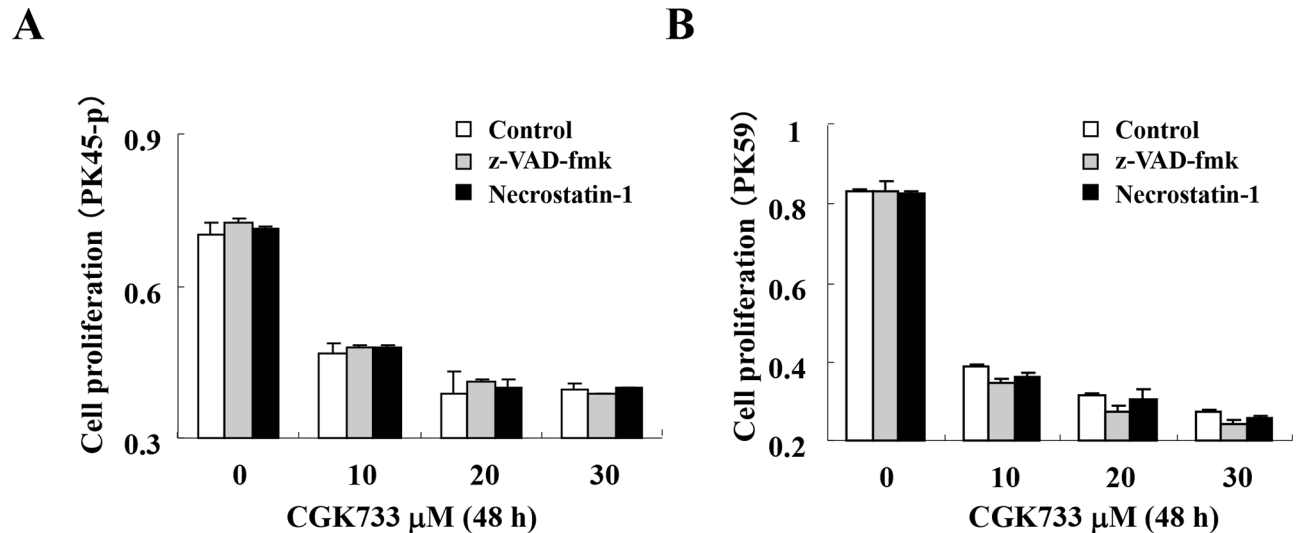 A
Cell proliferation (PK45-p)
0.9
0.6
0.3
Control
z-VAD-fmk
Necrostatin-1
0 10 20 30
CGK733 μM (48 h)
B
Cell proliferation (PK59)
1
0.8
0.6
0.4
0.2
Control
z-VAD-fmk
Necrostatin-1
0 10 20 30
CGK733 μM (48 h)